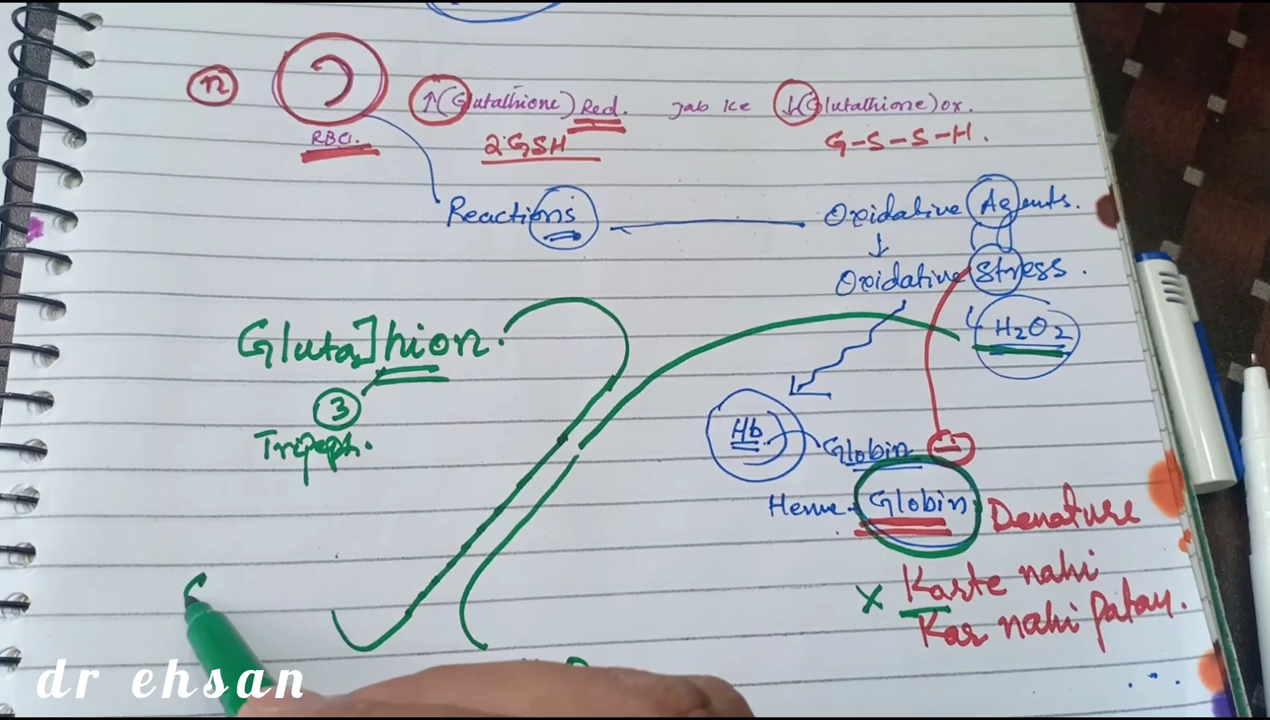 n ↑(Glutathione) Red. Jab ke ↓(Glutathione) ox.
RBC. 2GSH G-S-S-H.
Reactions Oxidative Agents.
↓
Oxidative Stress.
H2O2
Glutathion.
3
Tripeph.
Hb Globin
Heme - Globin Denature
x Karte nahi
Kar nahi patay.
dr ehsan